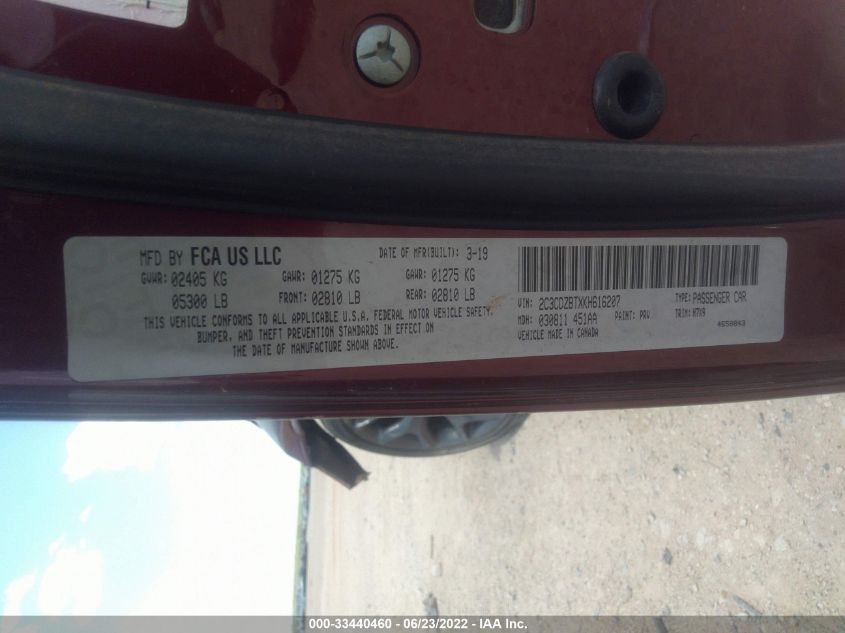 MFD BY FCA US LLC
DATE OF MFR(BUILT): 3-19
GVWR: 02405 KG
GAWR: 01275 KG
GAWR: 01275 KG
05300 LB
FRONT: 02810 LB
REAR: 02810 LB
THIS VEHICLE CONFORMS TO ALL APPLICABLE U.S.A. FEDERAL MOTOR VEHICLE SAFETY,
BUMPER, AND THEFT PREVENTION STANDARDS IN EFFECT ON
THE DATE OF MANUFACTURE SHOWN ABOVE.
VIN: 2C3CDZBTXKH616207
TYPE: PASSENGER CAR
MDH: 030811 451AA
PAINT: PRV
TRIM: H7X9
VEHICLE MADE IN CANADA
000-33440460 - 06/23/2022 - IAA Inc.